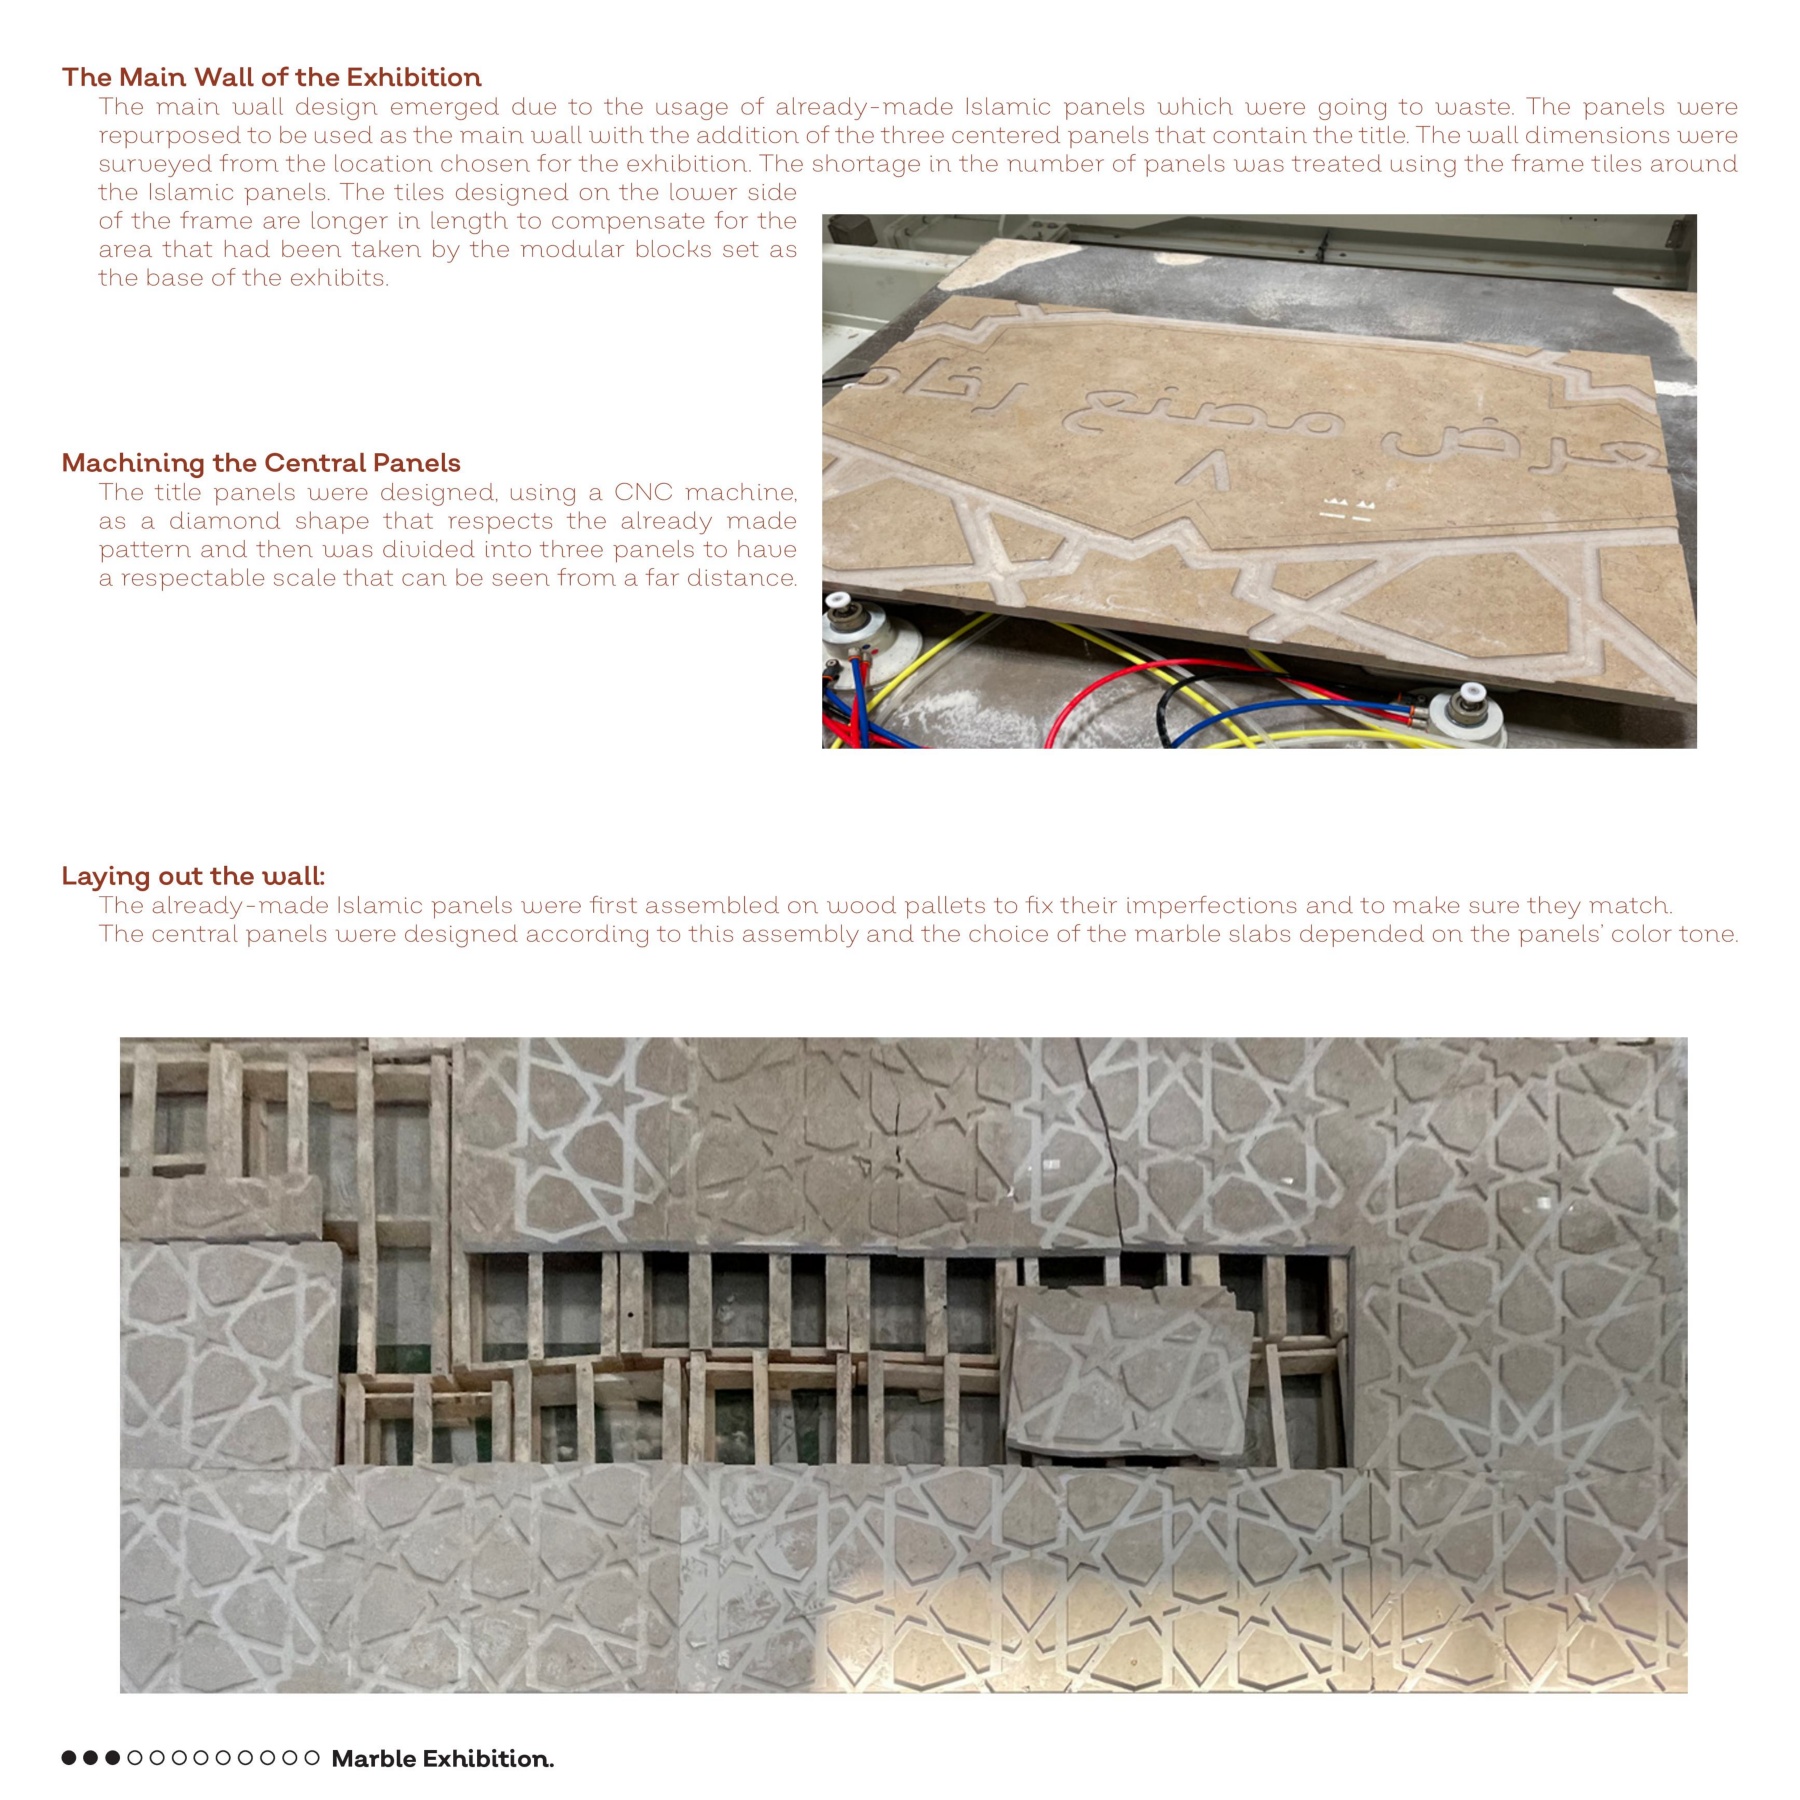 The Main Wall of the Exhibition
The main wall design emerged due to the usage of already-made Islamic panels which were going to waste. The panels were
repurposed to be used as the main wall with the addition of the three centered panels that contain the title. The wall dimensions were
surveyed from the location chosen for the exhibition. The shortage in the number of panels was treated using the frame tiles around
the Islamic panels. The tiles designed on the lower side
of the frame are longer in length to compensate for the
area that had been taken by the modular blocks set as
the base of the exhibits.
عرض مصنع رخام
٨
Machining the Central Panels
The title panels were designed, using a CNC machine,
as a diamond shape that respects the already made
pattern and then was divided into three panels to have
a respectable scale that can be seen from a far distance.
Laying out the wall:
The already-made Islamic panels were first assembled on wood pallets to fix their imperfections and to make sure they match.
The central panels were designed according to this assembly and the choice of the marble slabs depended on the panels' color tone.
Marble Exhibition.